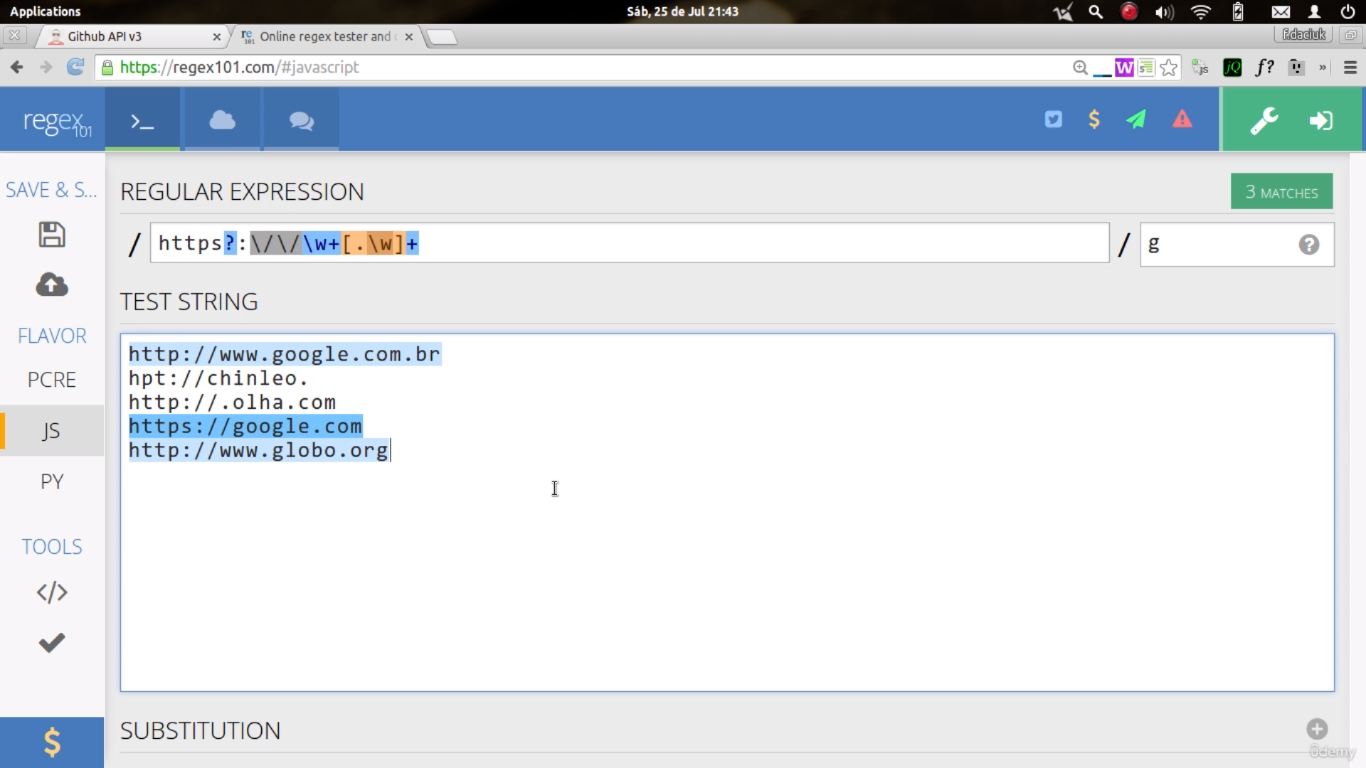 Applications
Sáb, 25 de Jul 21:43
Github API v3
Online regex tester and
fdaciuk
https://regex101.com/#javascript
regex101
SAVE & S...
REGULAR EXPRESSION
3 MATCHES
/ https?:\/\/\w+[.\w]+ / g
TEST STRING
FLAVOR
http://www.google.com.br
hpt://chinleo.
http://.olha.com
https://google.com
http://www.globo.org
PCRE
JS
PY
TOOLS
SUBSTITUTION
ûdemy